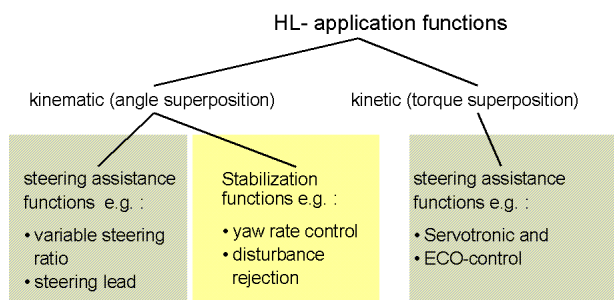 HL- application functions
kinematic (angle superposition)
kinetic (torque superposition)
steering assistance
functions e.g. :
• variable steering
ratio
• steering lead
Stabilization
functions e.g. :
• yaw rate control
• disturbance
rejection
steering assistance
functions e.g. :
• Servotronic and
• ECO-control